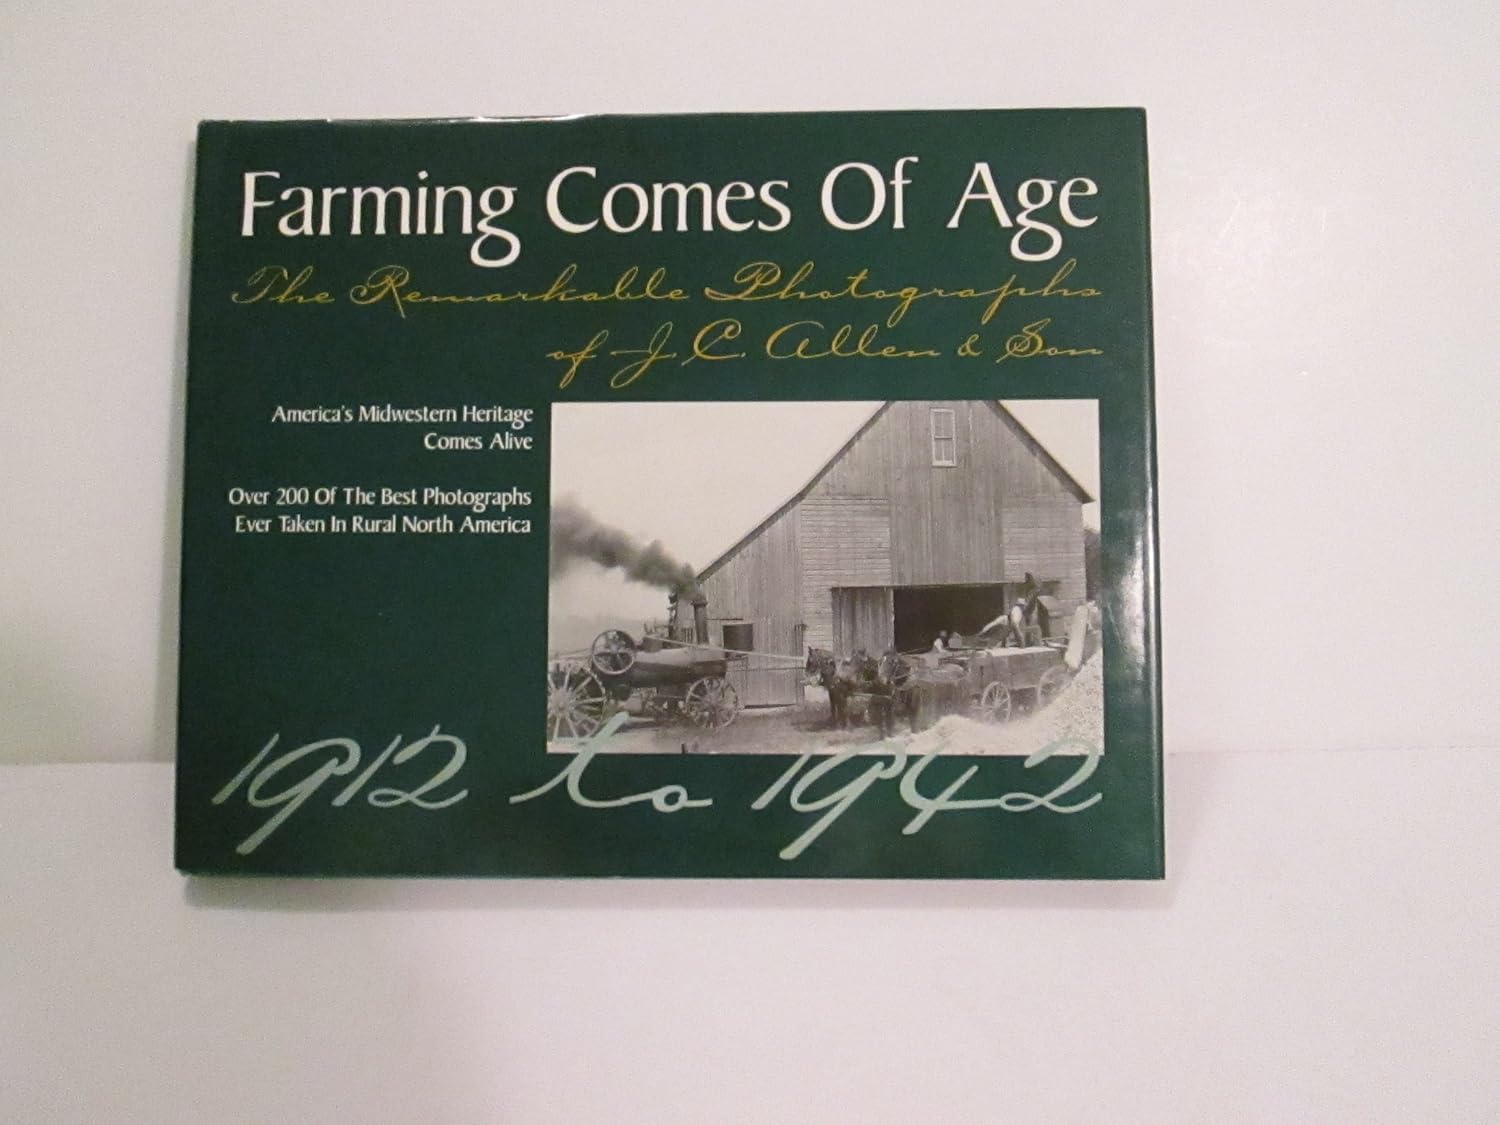 Farming Comes Of Age
The Remarkable Photographs
of J. C. Allen & Son
America's Midwestern Heritage
Comes Alive
Over 200 Of The Best Photographs
Ever Taken In Rural North America
1912 to 1942